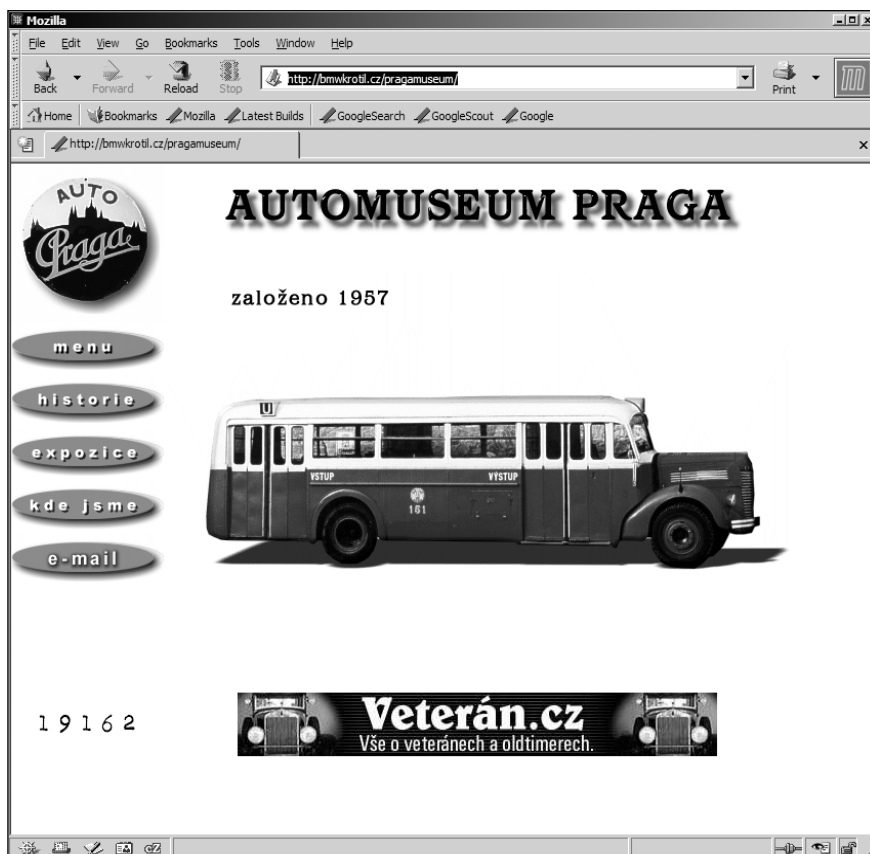 Mozilla
File Edit View Go Bookmarks Tools Window Help
Back Forward Reload Stop http://bmwkrotil.cz/pragamuseum/ Print m
Home Bookmarks Mozilla Latest Builds GoogleSearch GoogleScout Google
http://bmwkrotil.cz/pragamuseum/
AUTO
Praga
AUTOMUSEUM PRAGA
založeno 1957
menu
historie
expozice
kde jsme
e-mail
U
VSTUP VÝSTUP
161
19162
Veterán.cz
Vše o veteránech a oldtimerech.